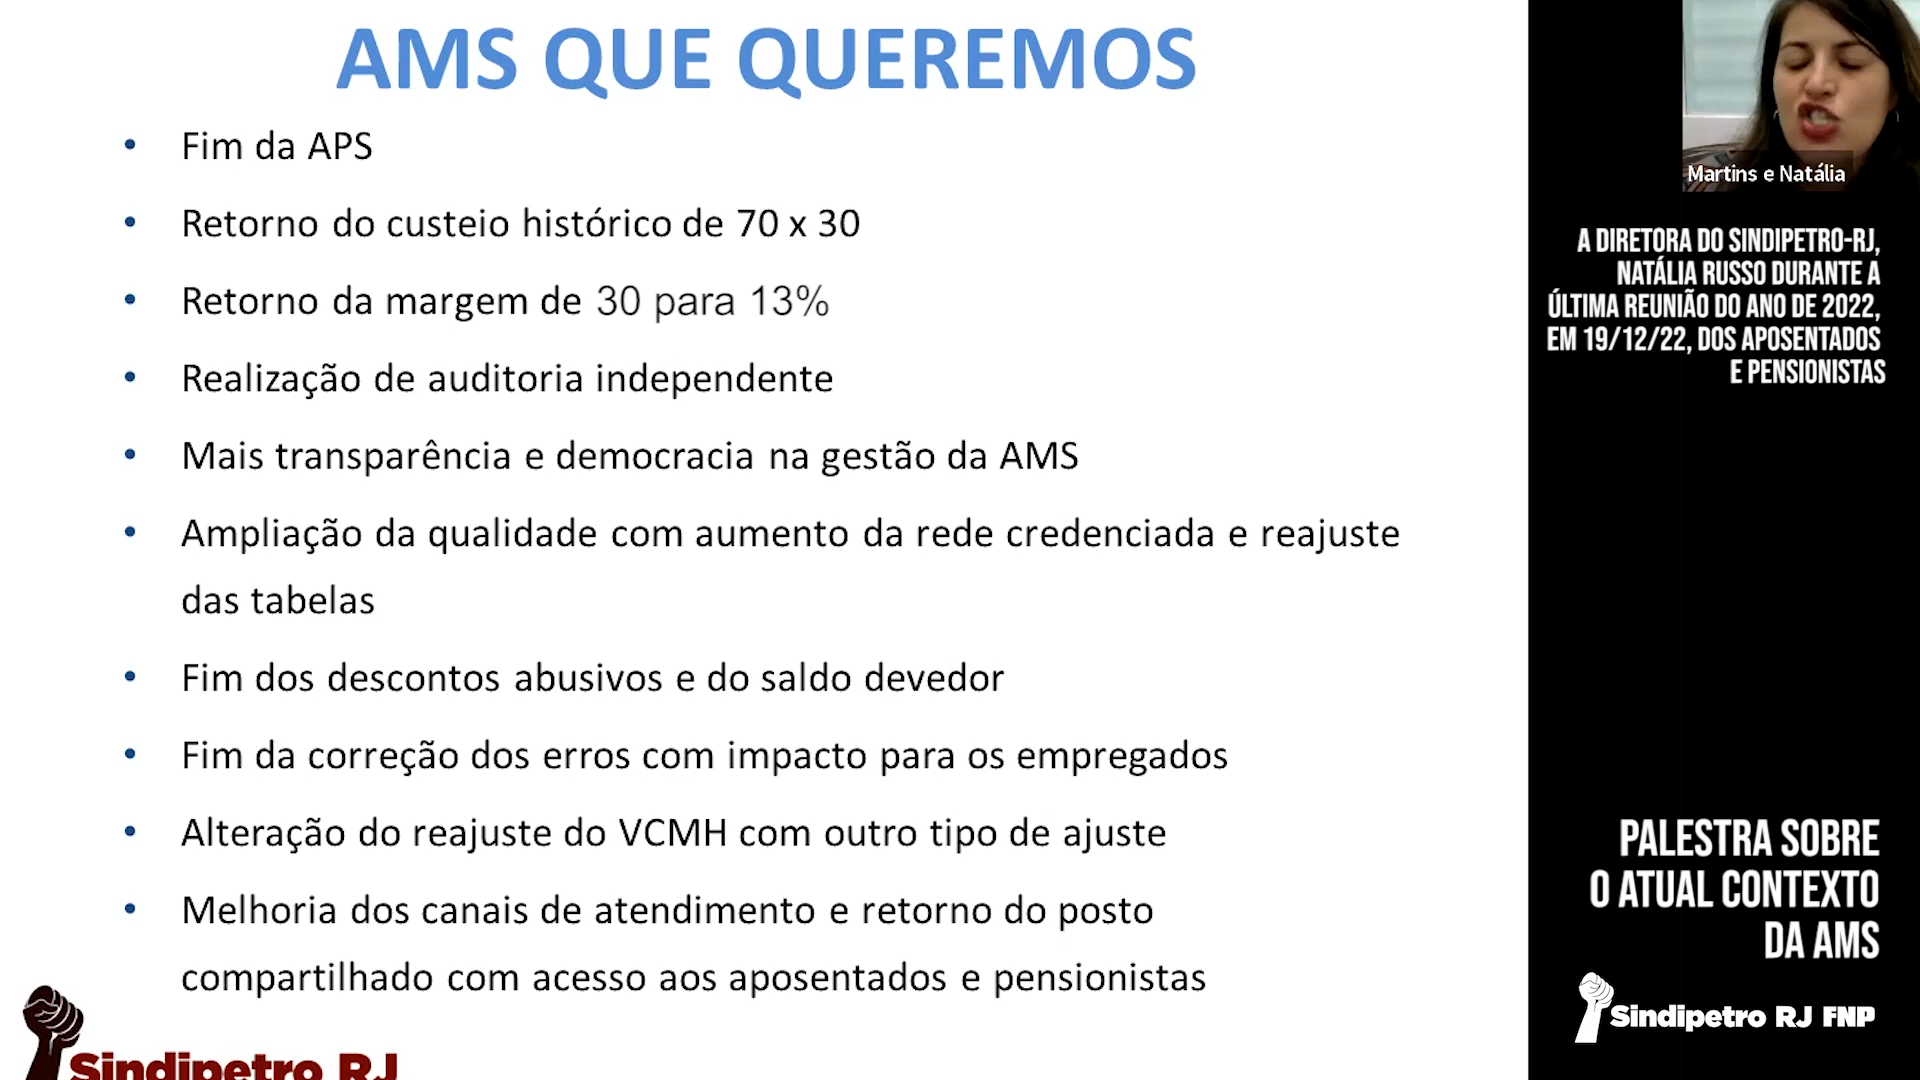 AMS QUE QUEREMOS
• Fim da APS
• Retorno do custeio histórico de 70 x 30
• Retorno da margem de 30 para 13%
• Realização de auditoria independente
• Mais transparência e democracia na gestão da AMS
• Ampliação da qualidade com aumento da rede credenciada e reajuste
das tabelas
• Fim dos descontos abusivos e do saldo devedor
• Fim da correção dos erros com impacto para os empregados
• Alteração do reajuste do VCMH com outro tipo de ajuste
• Melhoria dos canais de atendimento e retorno do posto
compartilhado com acesso aos aposentados e pensionistas
Sindipetro RJ
Martins e Natália
A DIRETORA DO SINDIPETRO-RJ,
NATÁLIA RUSSO DURANTE A
ÚLTIMA REUNIÃO DO ANO DE 2022,
EM 19/12/22, DOS APOSENTADOS
E PENSIONISTAS
PALESTRA SOBRE
O ATUAL CONTEXTO
DA AMS
Sindipetro RJ FNP